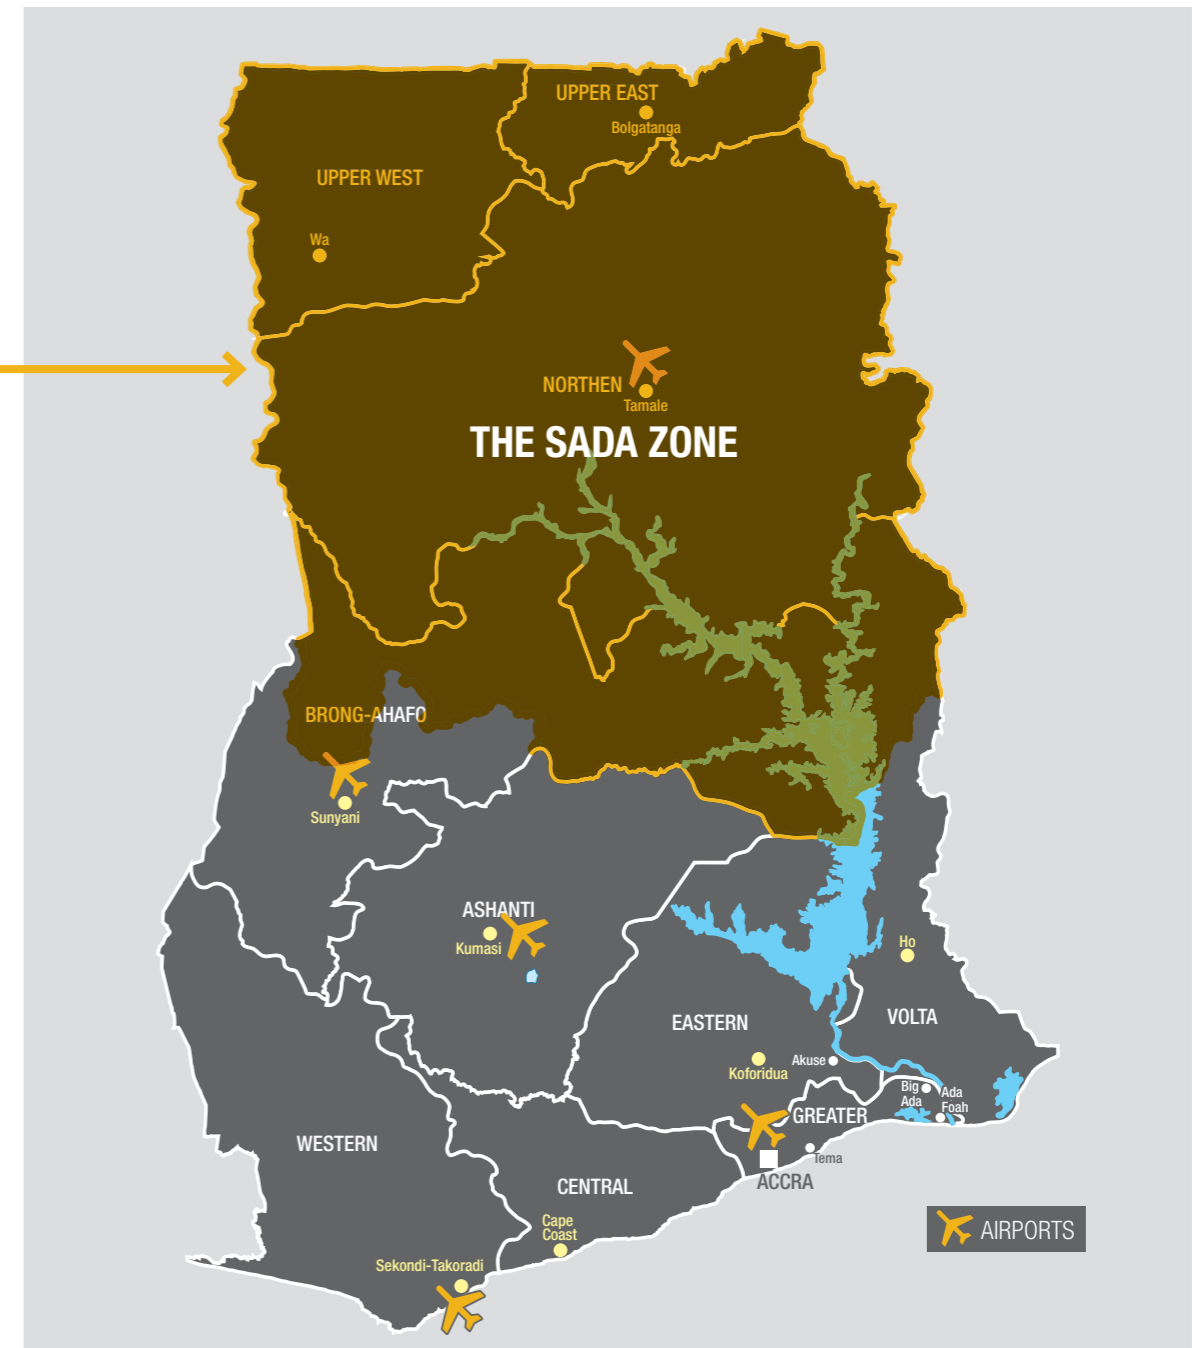 UPPER EAST
Bolgatanga
UPPER WEST
Wa
NORTHEN
Tamale
THE SADA ZONE
BRONG-AHAFO
Sunyani
ASHANTI
Kumasi
Ho
VOLTA
EASTERN
Akuse
Koforidua
Big
Ada
Ada
Foah
GREATER
Tema
ACCRA
WESTERN
CENTRAL
Cape
Coast
Sekondi-Takoradi
AIRPORTS